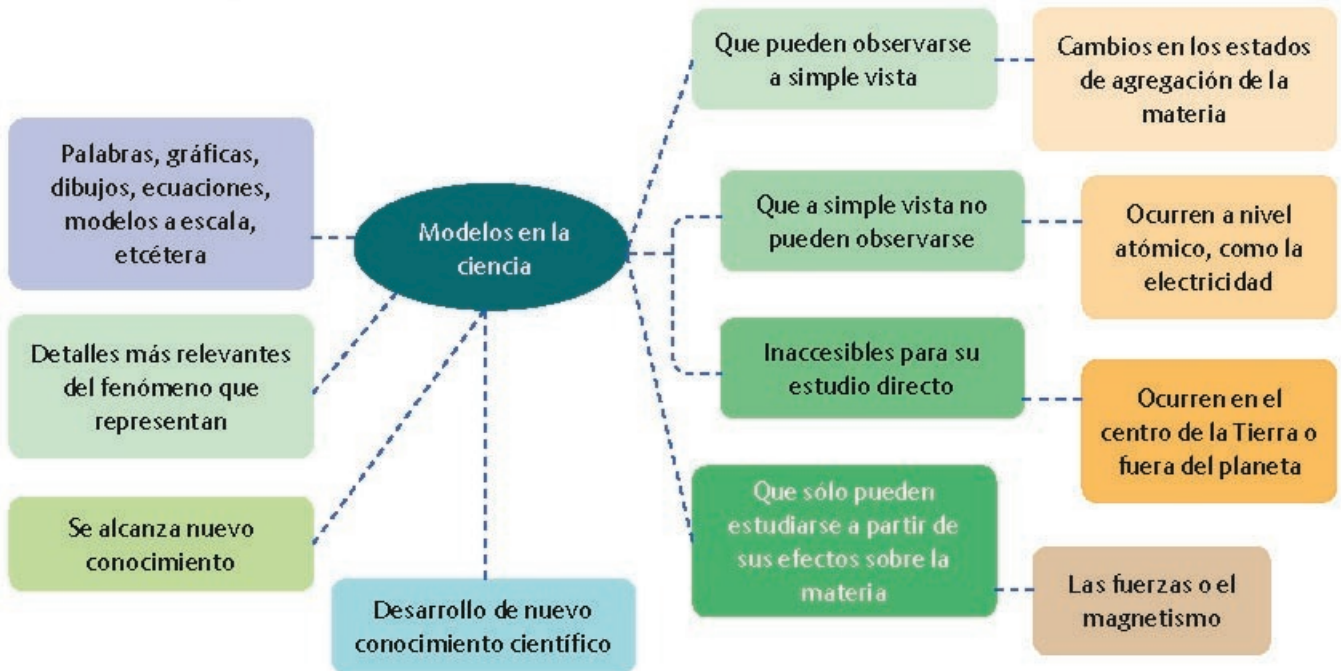 Modelos en la
ciencia
Palabras, gráficas,
dibujos, ecuaciones,
modelos a escala,
etcétera
Detalles más relevantes
del fenómeno que
representan
Se alcanza nuevo
conocimiento
Desarrollo de nuevo
conocimiento científico
Que pueden observarse
a simple vista
Cambios en los estados
de agregación de la
materia
Que a simple vista no
pueden observarse
Ocurren a nivel
atómico, como la
electricidad
Inaccesibles para su
estudio directo
Ocurren en el
centro de la Tierra o
fuera del planeta
Que sólo pueden
estudiarse a partir de
sus efectos sobre la
materia
Las fuerzas o el
magnetismo